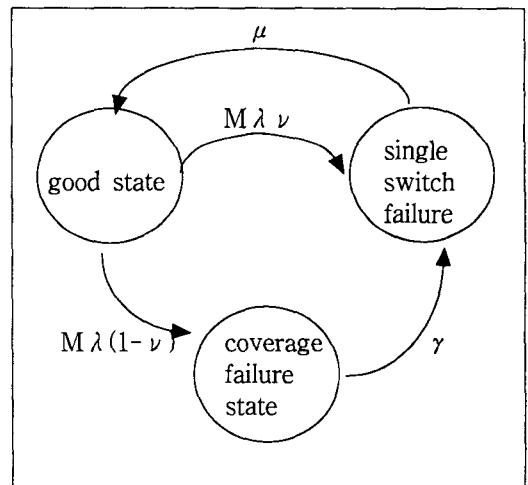 μ
M λ ν
good state
single
switch
failure
M λ (1- ν)
coverage
failure
state
γ